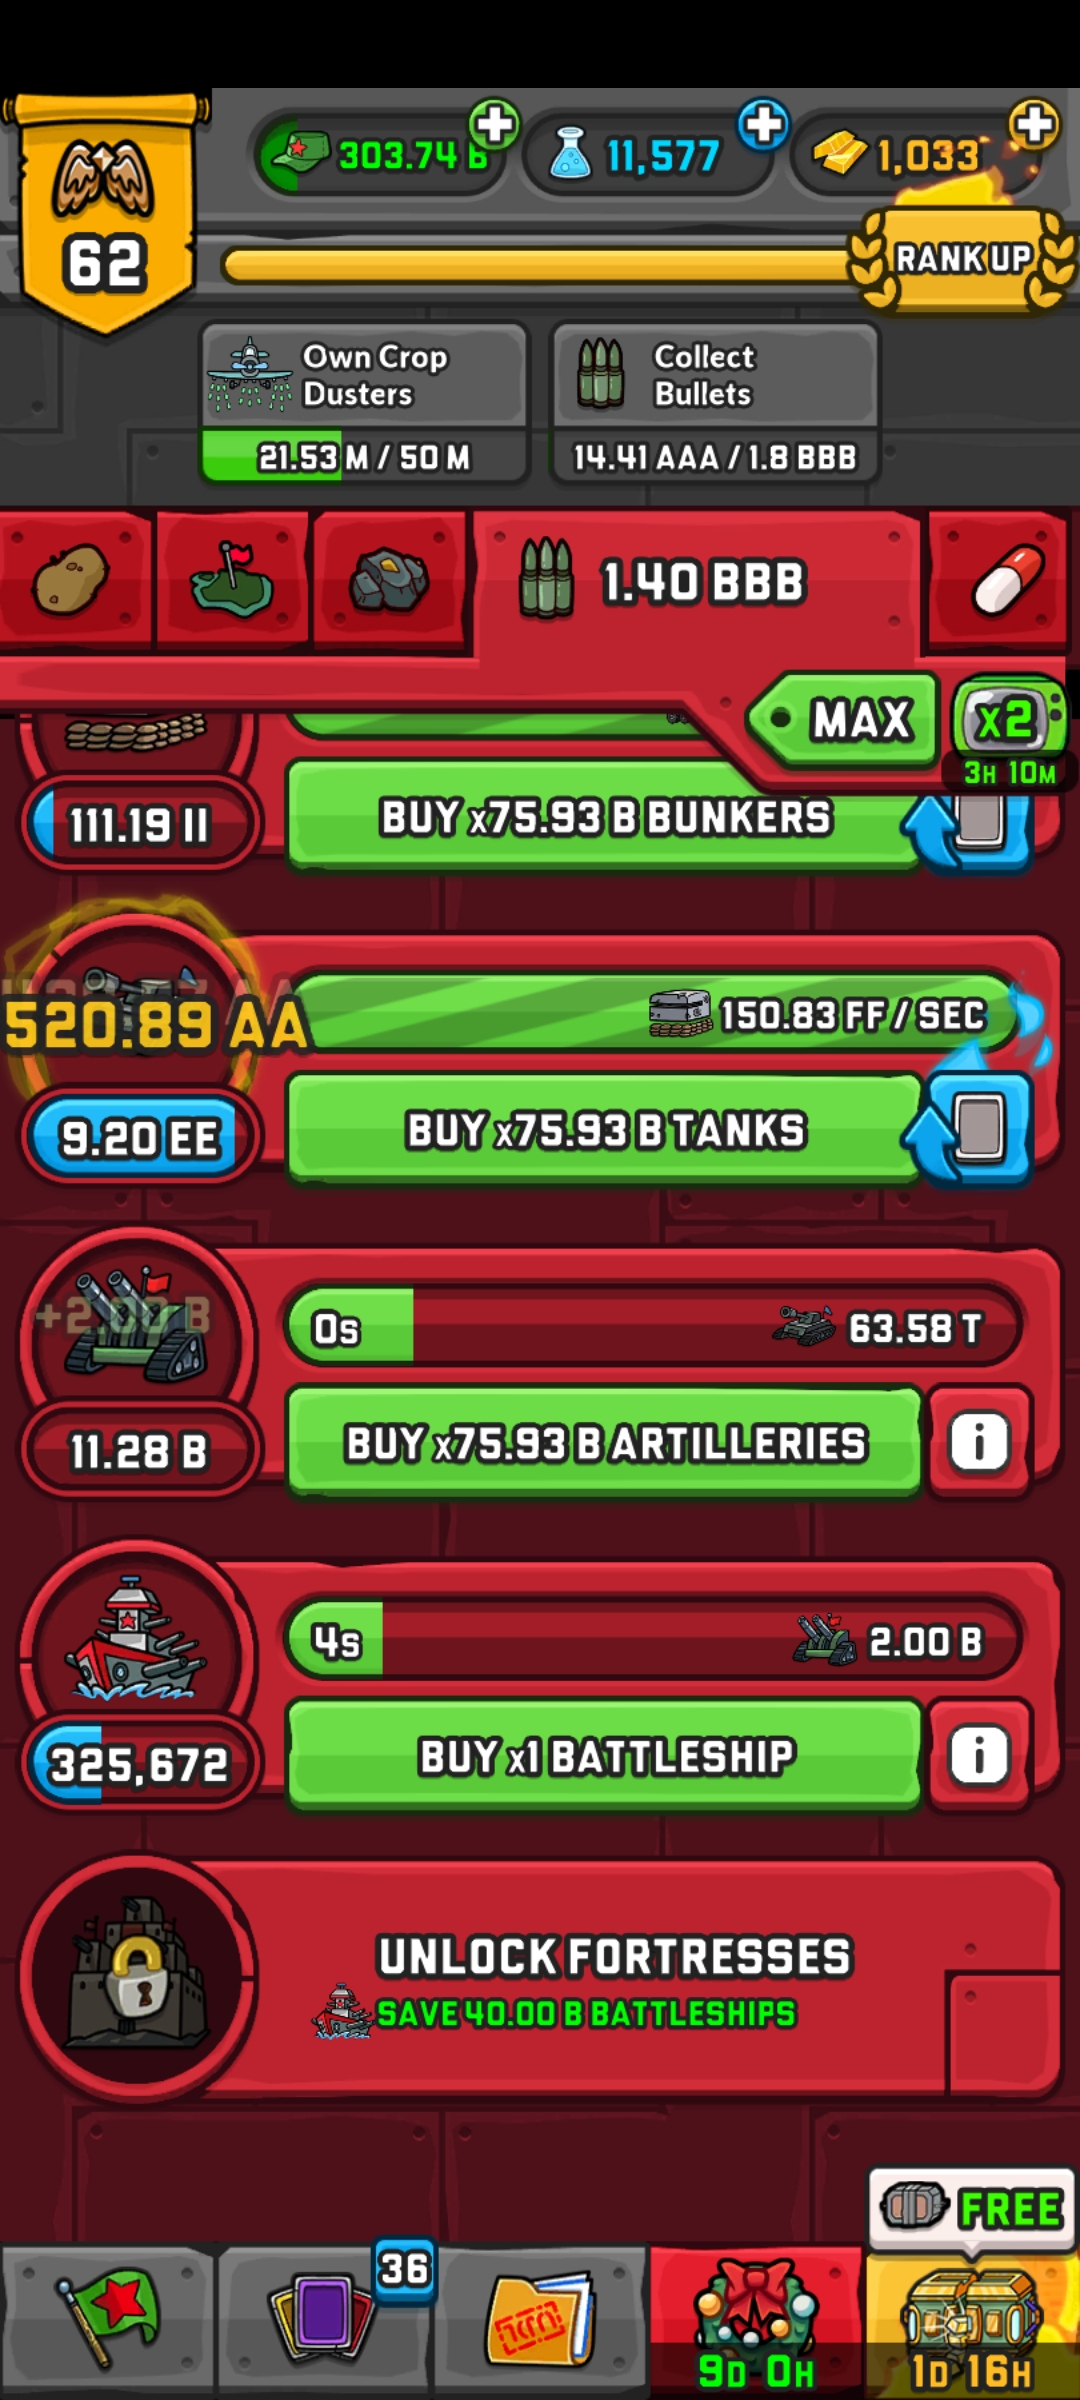 303.74 B
11,577
1,033
62
RANK UP
Own Crop
Dusters
21.53 M / 50 M
Collect
Bullets
14.41 AAA / 1.8 BBB
1.40 BBB
MAX
x2
3H 10M
111.19 II
BUY x75.93 B BUNKERS
520.89 AA
150.83 FF / SEC
9.20 EE
BUY x75.93 B TANKS
+2.00 B
0s
63.58 T
11.28 B
BUY x75.93 B ARTILLERIES
i
4s
2.00 B
325,672
BUY x1 BATTLESHIP
i
UNLOCK FORTRESSES
SAVE 40.00 B BATTLESHIPS
FREE
36
9D 0H
1D 16H